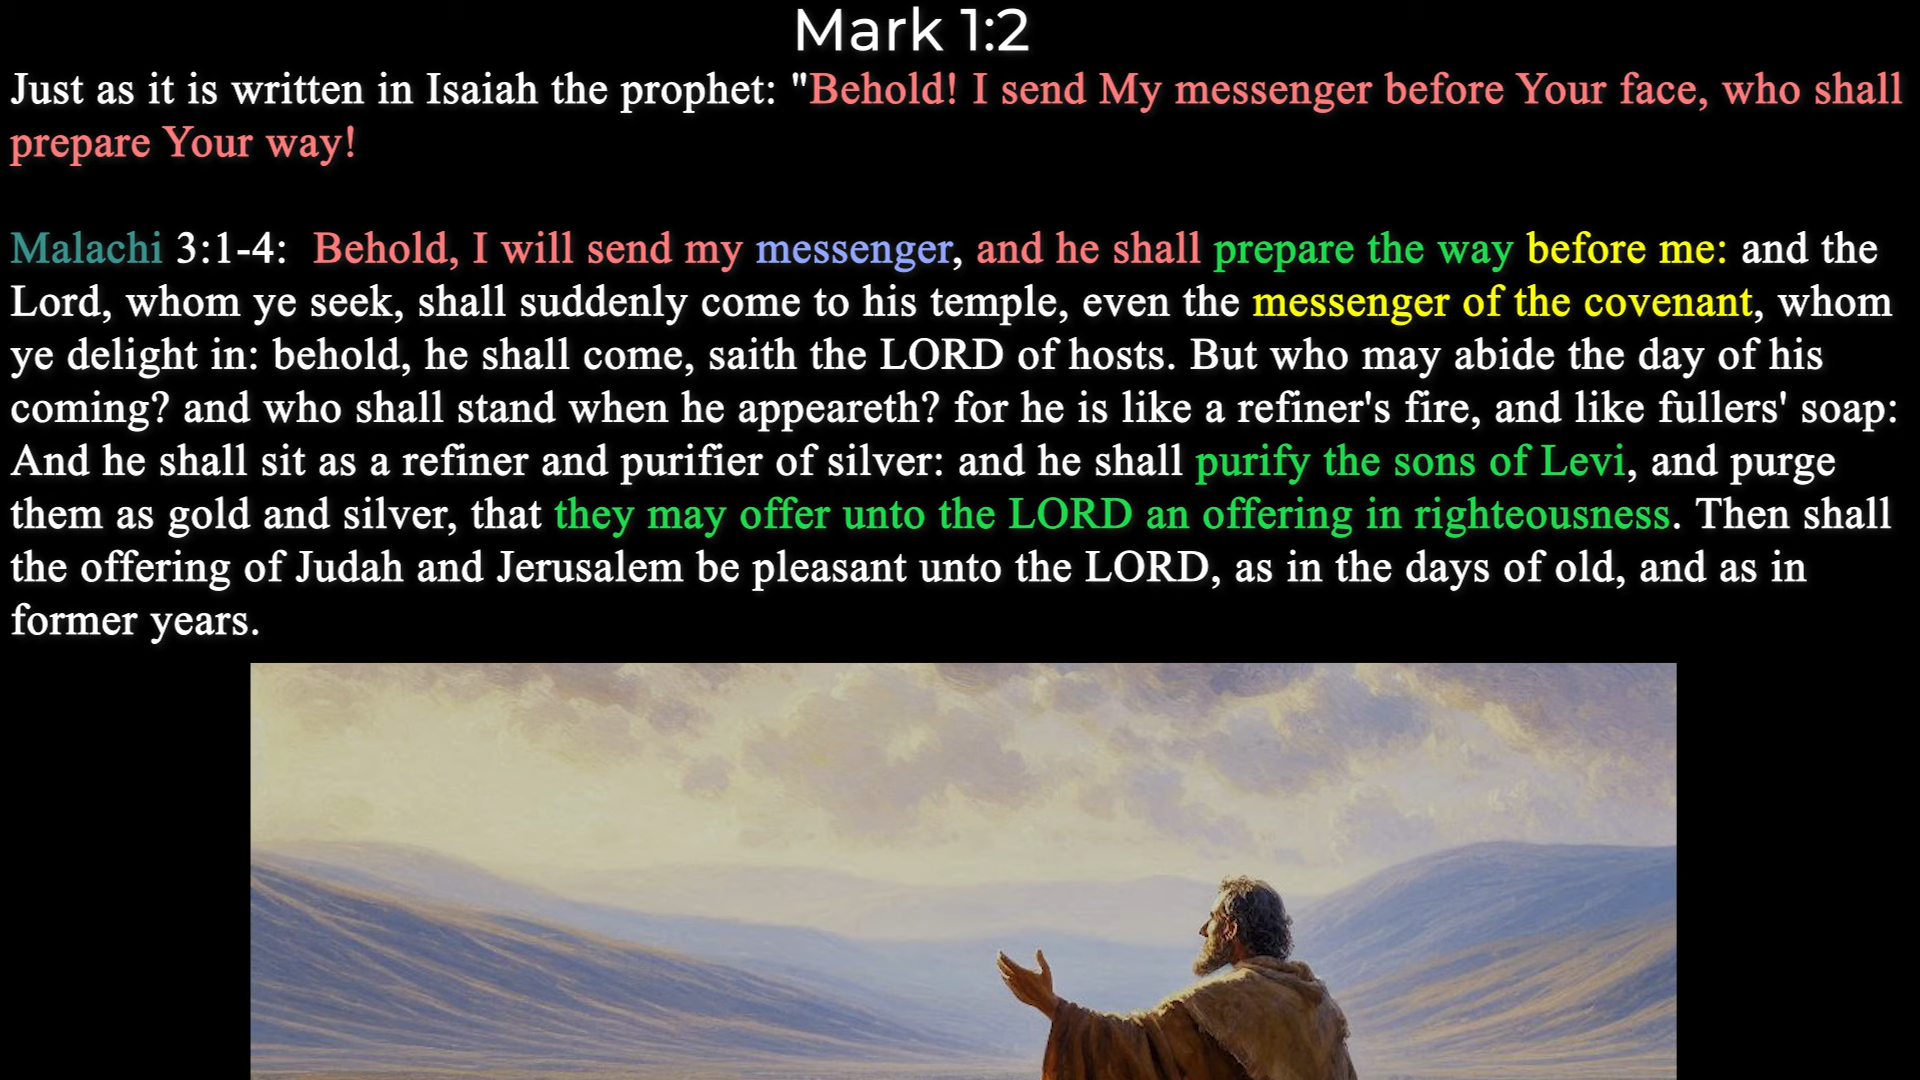 Mark 1:2
Just as it is written in Isaiah the prophet: "Behold! I send My messenger before Your face, who shall
prepare Your way!
Malachi 3:1-4:  Behold, I will send my messenger, and he shall prepare the way before me: and the
Lord, whom ye seek, shall suddenly come to his temple, even the messenger of the covenant, whom
ye delight in: behold, he shall come, saith the LORD of hosts. But who may abide the day of his
coming? and who shall stand when he appeareth? for he is like a refiner's fire, and like fullers' soap:
And he shall sit as a refiner and purifier of silver: and he shall purify the sons of Levi, and purge
them as gold and silver, that they may offer unto the LORD an offering in righteousness. Then shall
the offering of Judah and Jerusalem be pleasant unto the LORD, as in the days of old, and as in
former years.